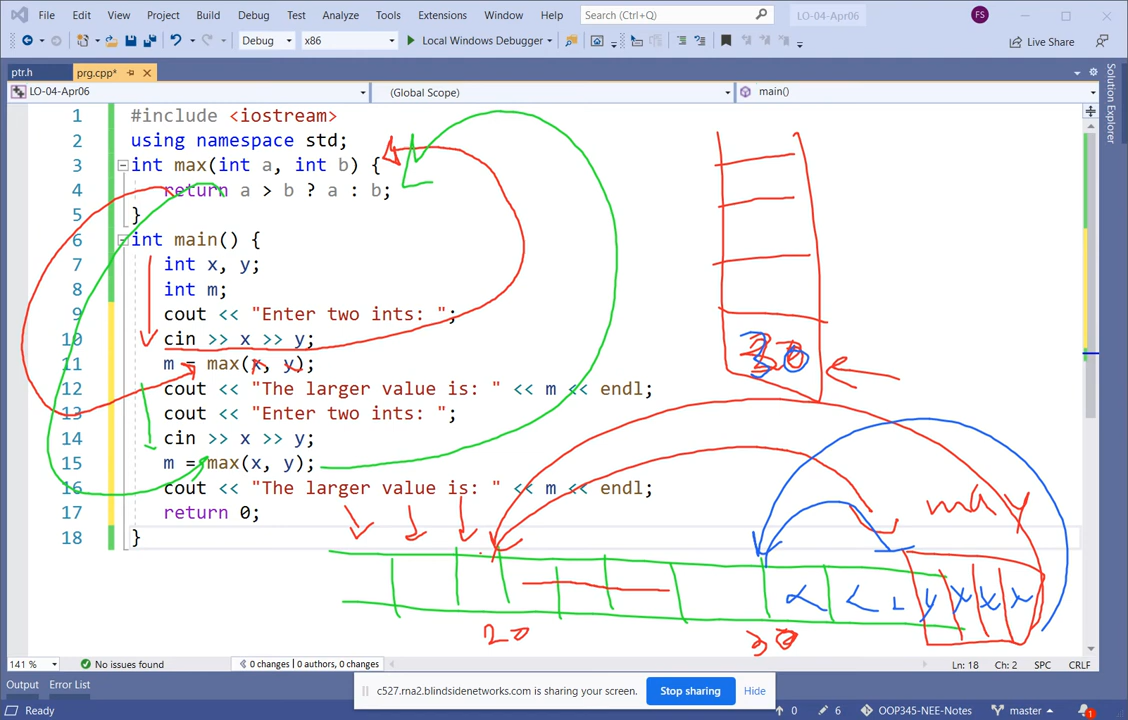 File Edit View Project Build Debug Test Analyze Tools Extensions Window Help Search (Ctrl+Q) LO-04-Apr06 FS
Debug x86 Local Windows Debugger Live Share
ptr.h prg.cpp*
LO-04-Apr06 (Global Scope) main()
Solution Explorer
1 #include <iostream>
2 using namespace std;
3 int max(int a, int b) {
4 return a > b ? a : b;
5 }
6 int main() {
7 int x, y;
8 int m;
9 cout << "Enter two ints: ";
10 cin >> x >> y;
11 m = max(x, y);
12 cout << "The larger value is: " << m << endl;
13 cout << "Enter two ints: ";
14 cin >> x >> y;
15 m = max(x, y);
16 cout << "The larger value is: " << m << endl;
17 return 0;
18 }
30
max
20
30
141 % No issues found 0 changes | 0 authors, 0 changes Ln: 18 Ch: 2 SPC CRLF
Output Error List
c527.rna2.blindsidenetworks.com is sharing your screen. Stop sharing Hide
Ready 0 6 OOP345-NEE-Notes master 1